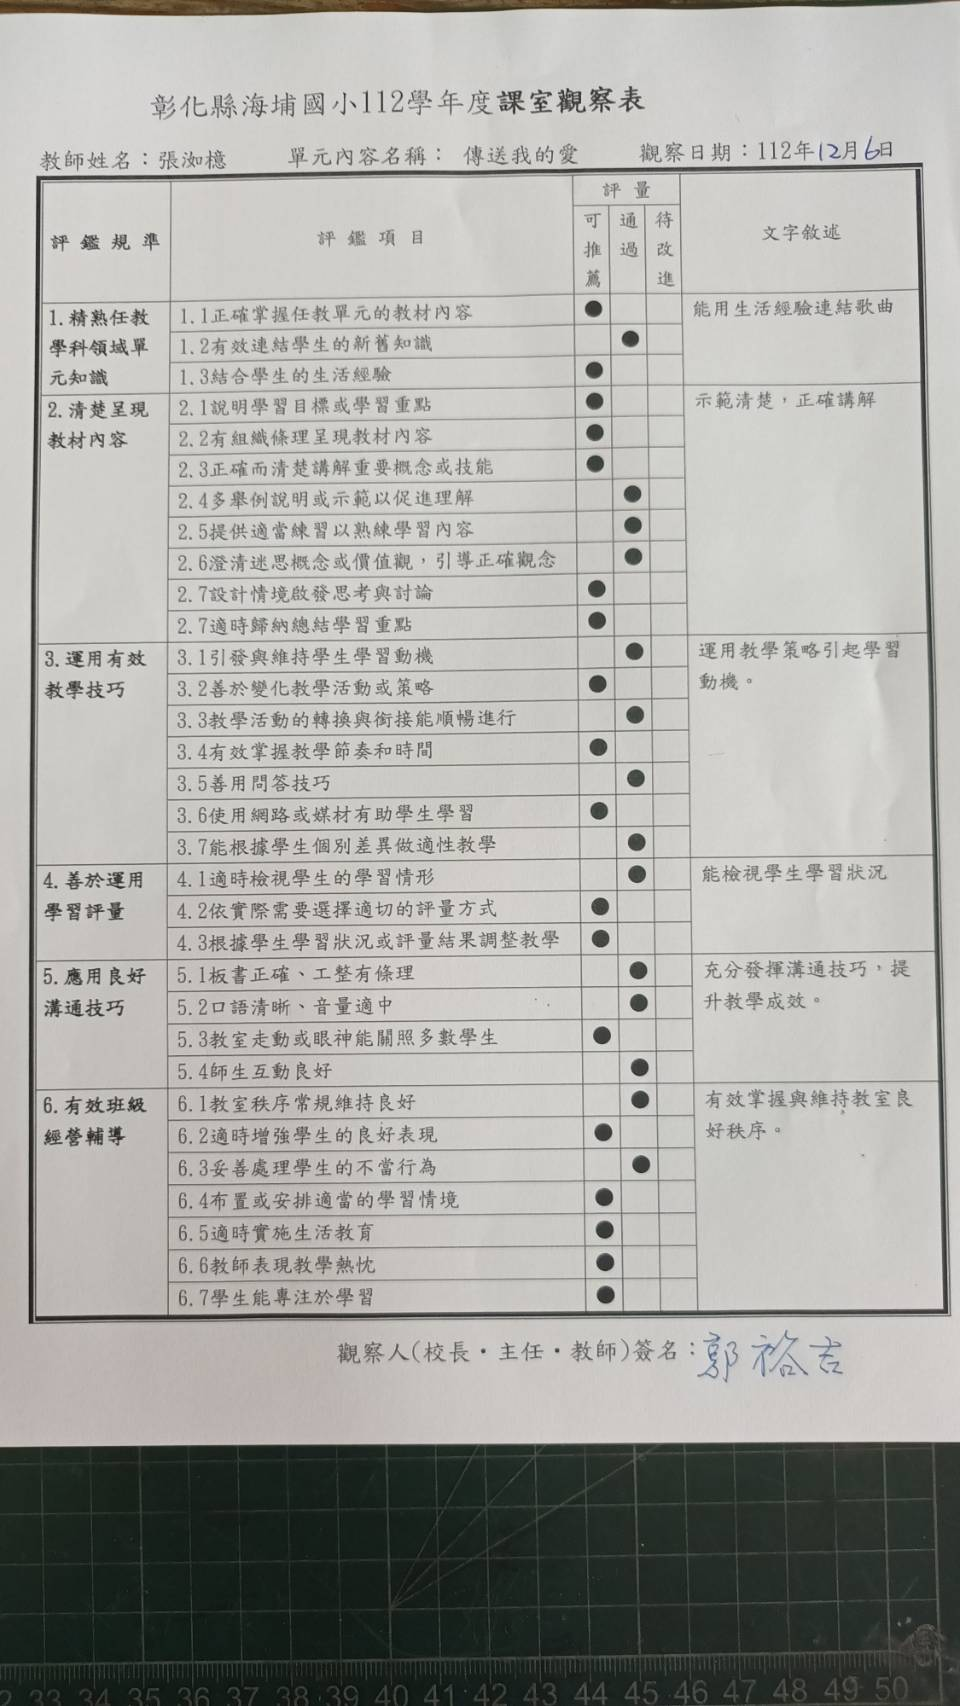 彰化縣海埔國小112學年度課室觀察表
教師姓名：張洳檍 單元內容名稱： 傳送我的愛 觀察日期：112年12月6日
評鑑規準 評鑑項目 評量 文字敘述
可推薦 通過 待改進
1.精熟任教學科領域單元知識
1.1正確掌握任教單元的教材內容 ●
1.2有效連結學生的新舊知識 ●
1.3結合學生的生活經驗 ●
能用生活經驗連結歌曲
2.清楚呈現教材內容
2.1說明學習目標或學習重點 ●
2.2有組織條理呈現教材內容 ●
2.3正確而清楚講解重要概念或技能 ●
2.4多舉例說明或示範以促進理解 ●
2.5提供適當練習以熟練學習內容 ●
2.6澄清迷思概念或價值觀，引導正確觀念 ●
2.7設計情境啟發思考與討論 ●
2.7適時歸納總結學習重點 ●
示範清楚，正確講解
3.運用有效教學技巧
3.1引發與維持學生學習動機 ●
3.2善於變化教學活動或策略 ●
3.3教學活動的轉換與銜接能順暢進行 ●
3.4有效掌握教學節奏和時間 ●
3.5善用問答技巧 ●
3.6使用網路或媒材有助學生學習 ●
3.7能根據學生個別差異做適性教學 ●
運用教學策略引起學習
動機。
4.善於運用學習評量
4.1適時檢視學生的學習情形 ●
4.2依實際需要選擇適切的評量方式 ●
4.3根據學生學習狀況或評量結果調整教學 ●
能檢視學生學習狀況
5.應用良好溝通技巧
5.1板書正確、工整有條理 ●
5.2口語清晰、音量適中 ●
5.3教室走動或眼神能關照多數學生 ●
5.4師生互動良好 ●
充分發揮溝通技巧，提
升教學成效。
6.有效班級經營輔導
6.1教室秩序常規維持良好 ●
6.2適時增強學生的良好表現 ●
6.3妥善處理學生的不當行為 ●
6.4布置或安排適當的學習情境 ●
6.5適時實施生活教育 ●
6.6教師表現教學熱忱 ●
6.7學生能專注於學習 ●
有效掌握與維持教室良
好秩序。
觀察人(校長・主任・教師)簽名：郭裕吉
33 34 35 36 37 38 39 40 41 42 43 44 45 46 47 48 49 50